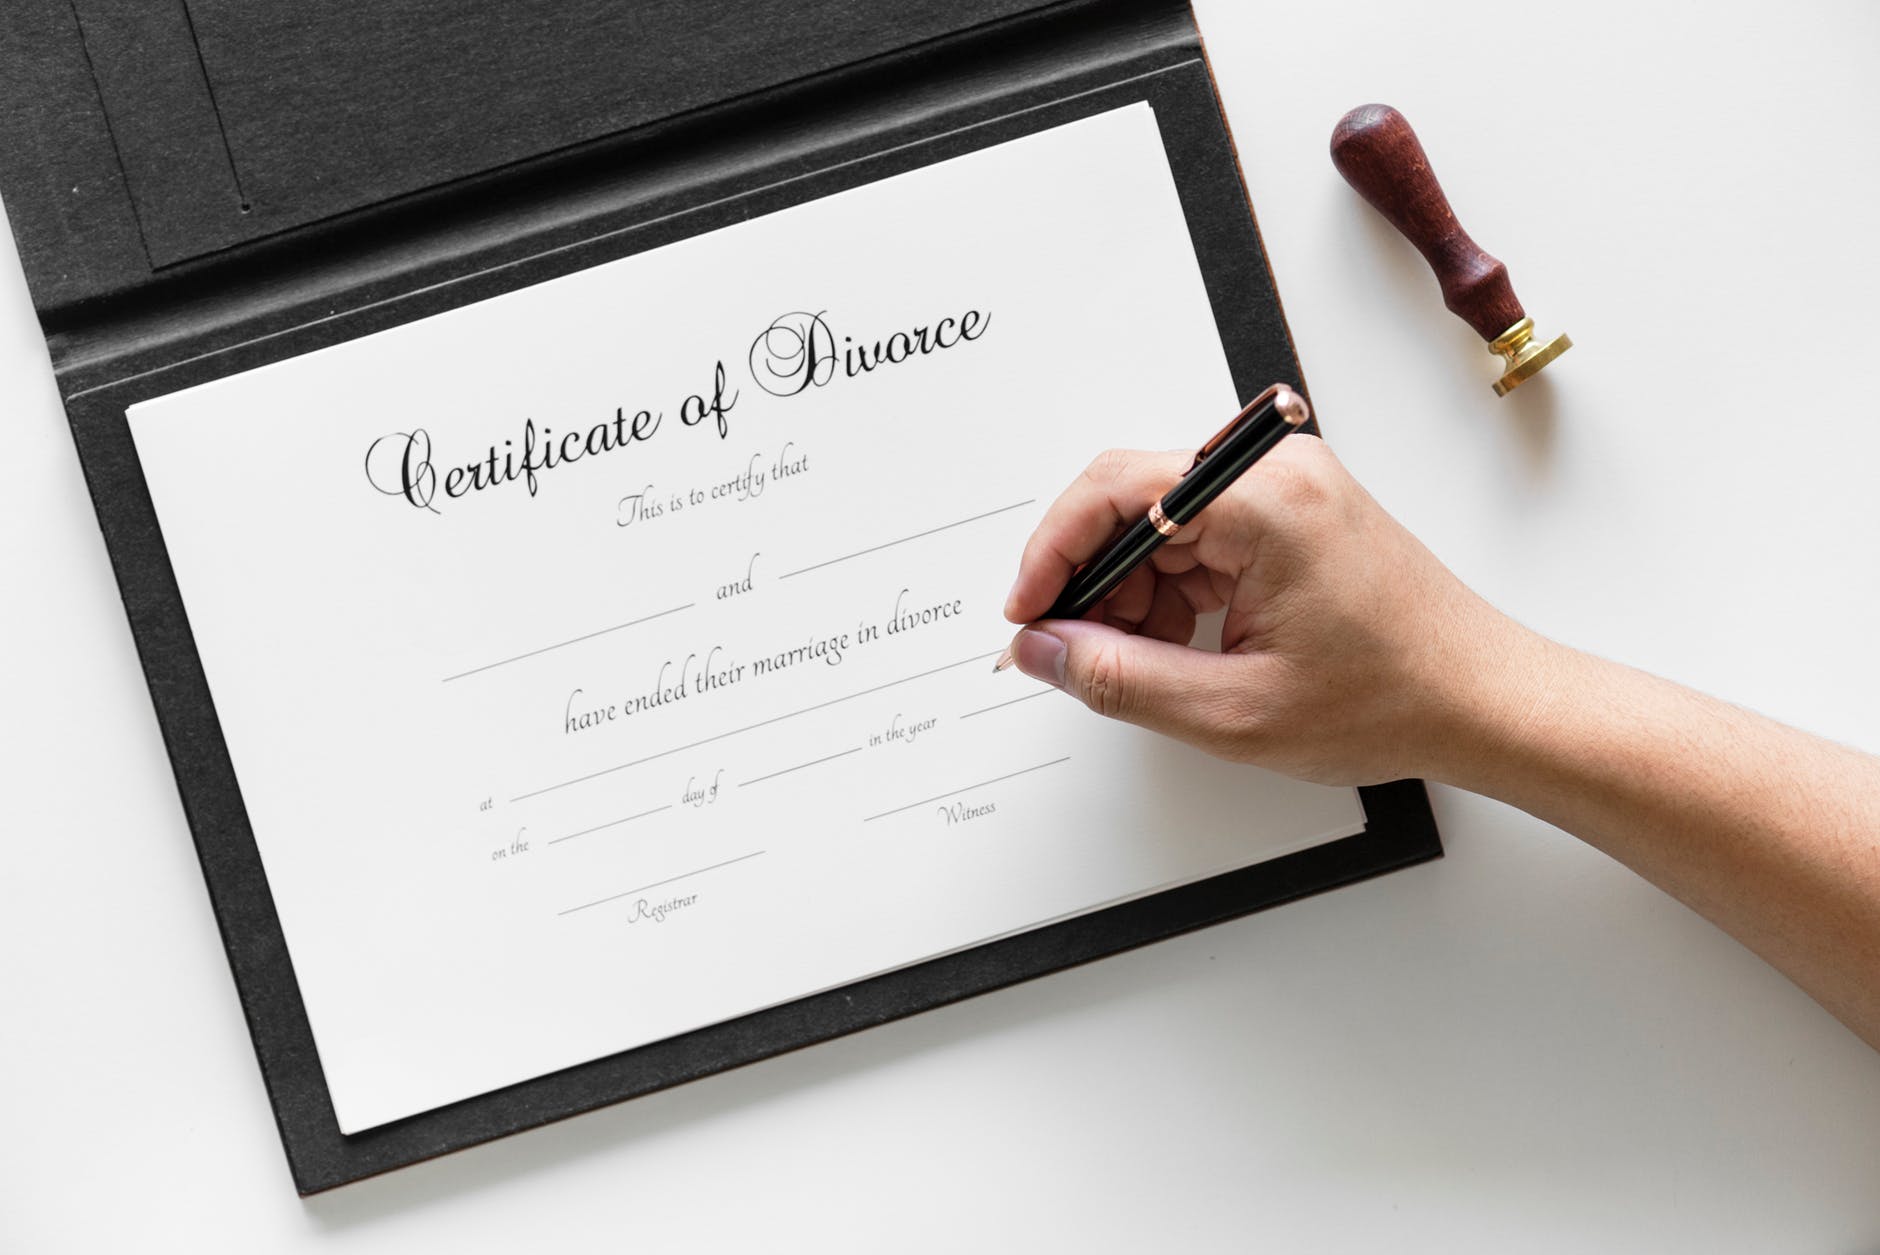 Certificate of Divorce
This is to certify that
and
have ended their marriage in divorce
at
on the day of in the year
Registrar Witness